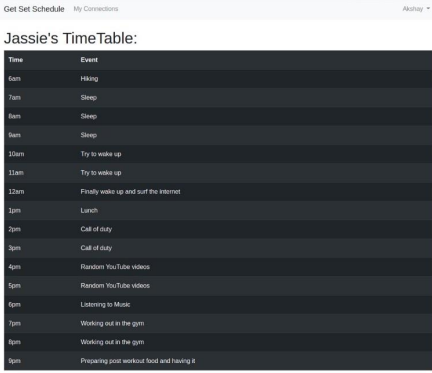 Get Set Schedule My Connections Akshay
Jassie's TimeTable:
Time Event
6am Hiking
7am Sleep
8am Sleep
9am Sleep
10am Try to wake up
11am Try to wake up
12am Finally wake up and surf the internet
1pm Lunch
2pm Call of duty
3pm Call of duty
4pm Random YouTube videos
5pm Random YouTube videos
6pm Listening to Music
7pm Working out in the gym
8pm Working out in the gym
9pm Preparing post workout food and having it